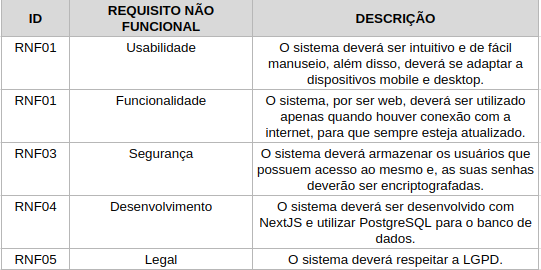 ID
REQUISITO NÃO
FUNCIONAL
DESCRIÇÃO
RNF01
Usabilidade
O sistema deverá ser intuitivo e de fácil
manuseio, além disso, deverá se adaptar a
dispositivos mobile e desktop.
RNF01
Funcionalidade
O sistema, por ser web, deverá ser utilizado
apenas quando houver conexão com a
internet, para que sempre esteja atualizado.
RNF03
Segurança
O sistema deverá armazenar os usuários que
possuem acesso ao mesmo e, as suas senhas
deverão ser encriptografadas.
RNF04
Desenvolvimento
O sistema deverá ser desenvolvido com
NextJS e utilizar PostgreSQL para o banco de
dados.
RNF05
Legal
O sistema deverá respeitar a LGPD.